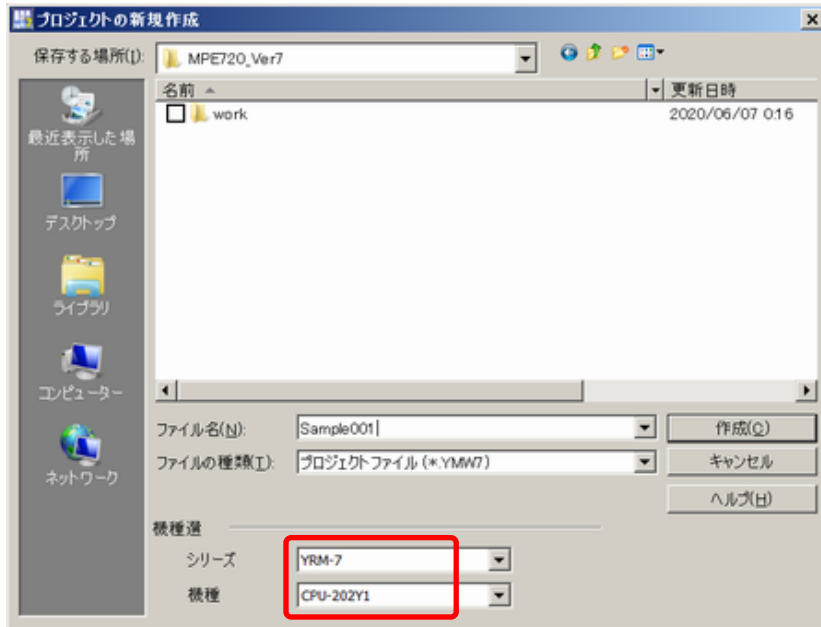 プロジェクトの新規作成
保存する場所(I):
MPE720_Ver7
名前
更新日時
work
2020/06/07 0:16
最近表示した場
所
デスクトップ
ライブラリ
コンピューター
ネットワーク
ファイル名(N):
Sample001
作成(C)
ファイルの種類(T):
プロジェクトファイル (*.YMW7)
キャンセル
ヘルプ(H)
機種選
シリーズ
YRM-7
機種
CPU-202Y1